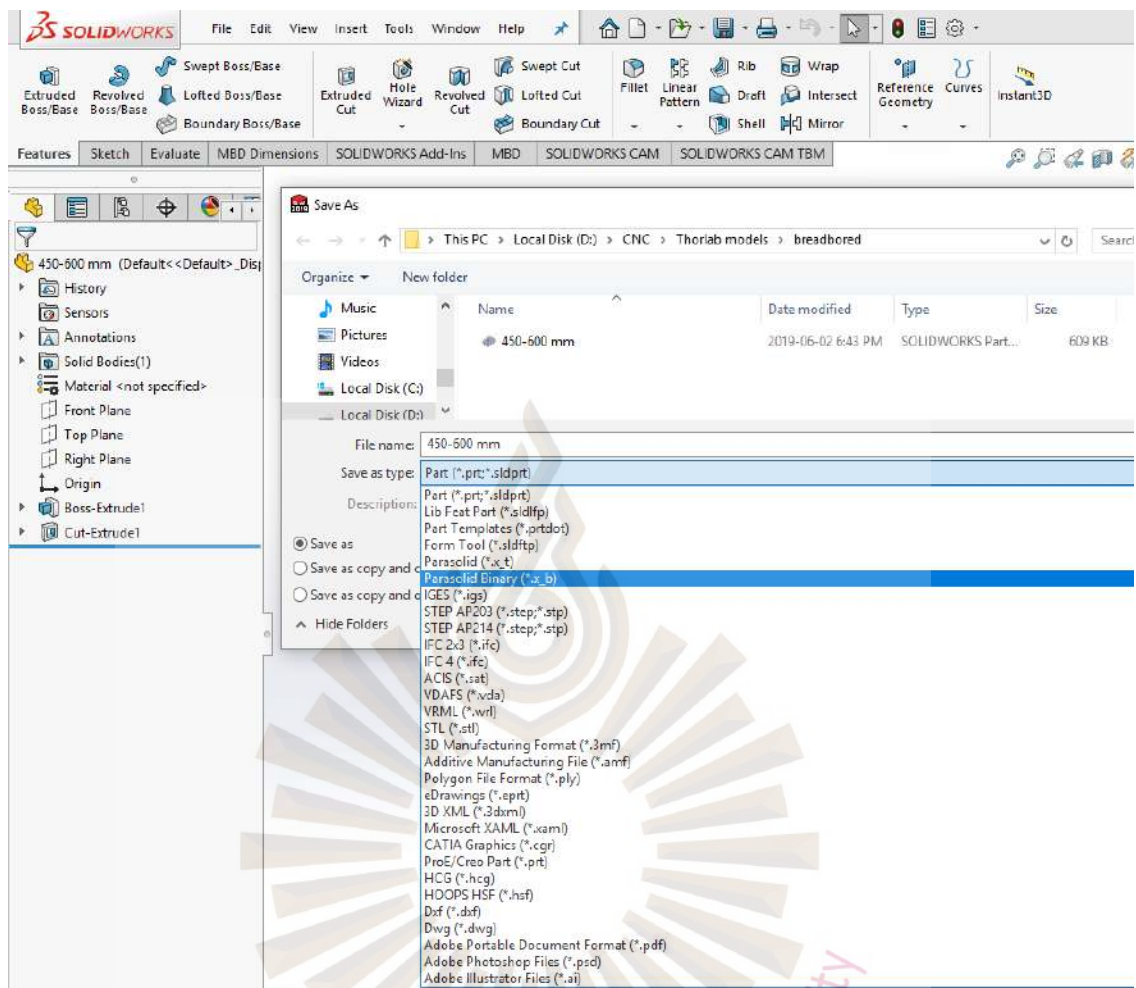 SOLIDWORKS File Edit View Insert Tools Window Help
Extruded Boss/Base
Revolved Boss/Base
Swept Boss/Base
Lofted Boss/Base
Boundary Boss/Base
Extruded Cut
Hole Wizard
Revolved Cut
Swept Cut
Lofted Cut
Boundary Cut
Fillet
Linear Pattern
Rib
Draft
Shell
Wrap
Intersect
Mirror
Reference Geometry
Curves
Instant3D
Features Sketch Evaluate MBD Dimensions SOLIDWORKS Add-Ins MBD SOLIDWORKS CAM SOLIDWORKS CAM TBM
450-600 mm (Default<<Default>_Disp
History
Sensors
Annotations
Solid Bodies(1)
Material <not specified>
Front Plane
Top Plane
Right Plane
Origin
Boss-Extrude1
Cut-Extrude1
Save As
This PC > Local Disk (D:) > CNC > Thorlab models > breadbored
Search
Organize New folder
Music
Pictures
Videos
Local Disk (C:)
Local Disk (D:)
Name Date modified Type Size
450-600 mm 2019-06-02 6:43 PM SOLIDWORKS Part... 609 KB
File name: 450-600 mm
Save as type: Part (*.prt;*.sldprt)
Description:
Save as
Save as copy and c
Save as copy and o
Hide Folders
Part (*.prt;*.sldprt)
Lib Feat Part (*.sldlfp)
Part Templates (*.prtdot)
Form Tool (*.sldftp)
Parasolid (*.x_t)
Parasolid Binary (*.x_b)
IGES (*.igs)
STEP AP203 (*.step;*.stp)
STEP AP214 (*.step;*.stp)
IFC 2x3 (*.ifc)
IFC 4 (*.ifc)
ACIS (*.sat)
VDAFS (*.vda)
VRML (*.wrl)
STL (*.stl)
3D Manufacturing Format (*.3mf)
Additive Manufacturing File (*.amf)
Polygon File Format (*.ply)
eDrawings (*.eprt)
3D XML (*.3dxml)
Microsoft XAML (*.xaml)
CATIA Graphics (*.cgr)
ProE/Creo Part (*.prt)
HCG (*.hcg)
HOOPS HSF (*.hsf)
Dxf (*.dxf)
Dwg (*.dwg)
Adobe Portable Document Format (*.pdf)
Adobe Photoshop Files (*.psd)
Adobe Illustrator Files (*.ai)
ity